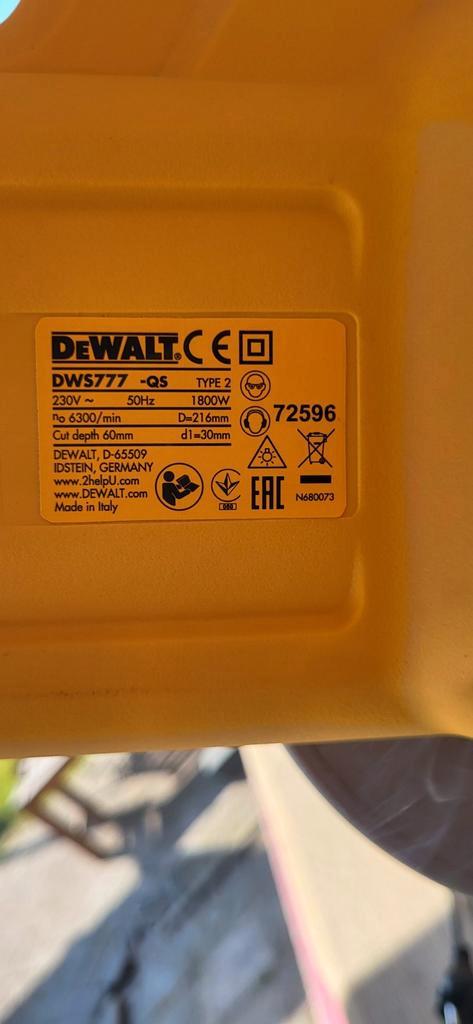 DEWALT® CE
DWS777 -QS TYPE 2
230V ~ 50Hz 1800W
n₀ 6300/min D=216mm
Cut depth 60mm d1=30mm
72596
DEWALT, D-65509
IDSTEIN, GERMANY
www.2helpU.com
www.DEWALT.com
Made in Italy
080
EAC
N680073